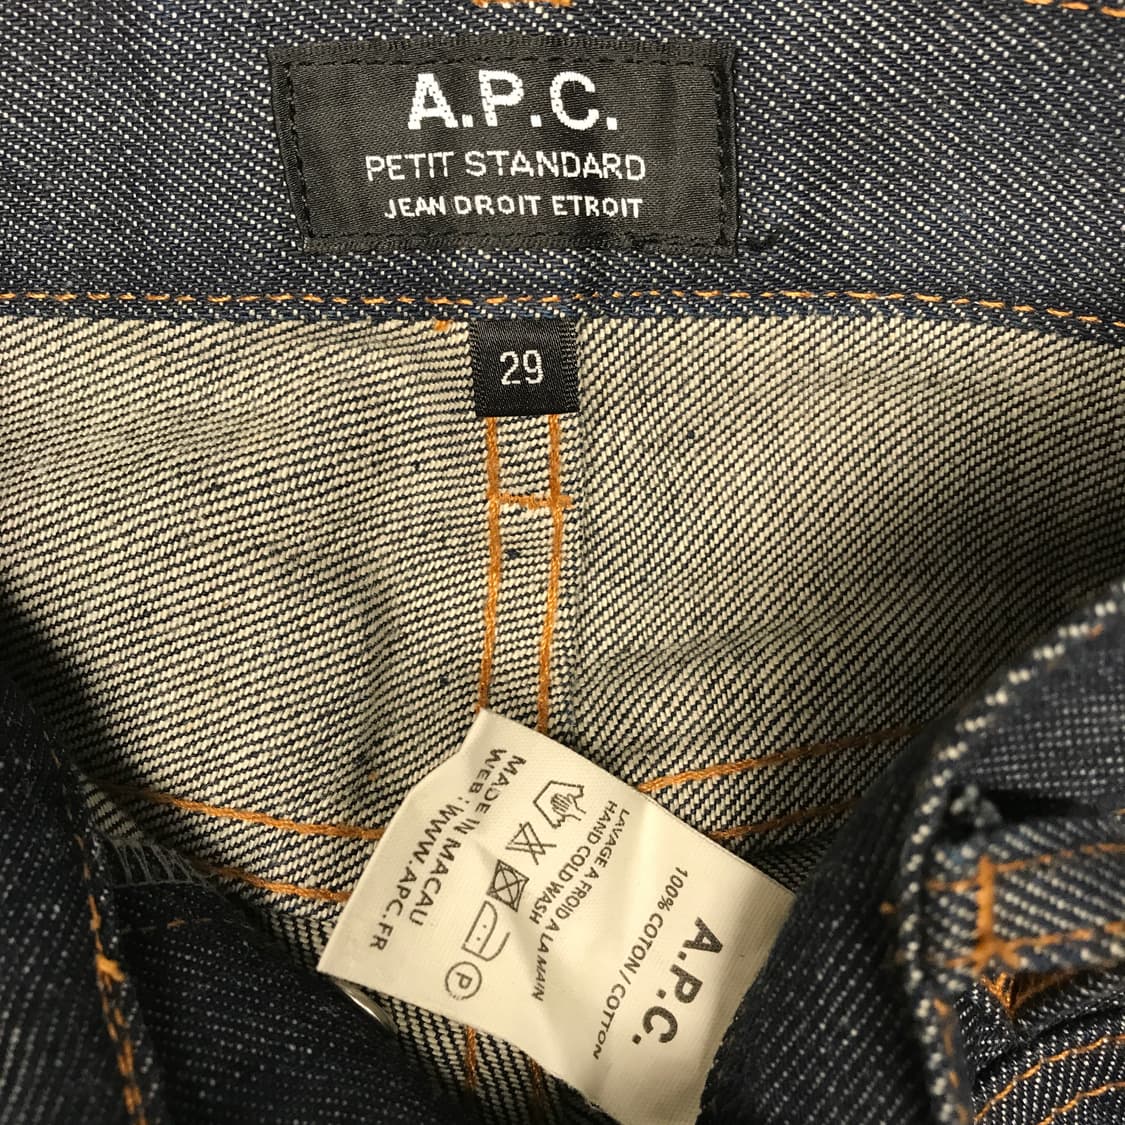 A.P.C.
PETIT STANDARD
JEAN DROIT ETROIT
29
A.P.C.
100% COTON / COTTON
LAVAGE A FROID A LA MAIN
HAND COLD WASH
P
MADE IN MACAU
WEB : WWW.APC.FR